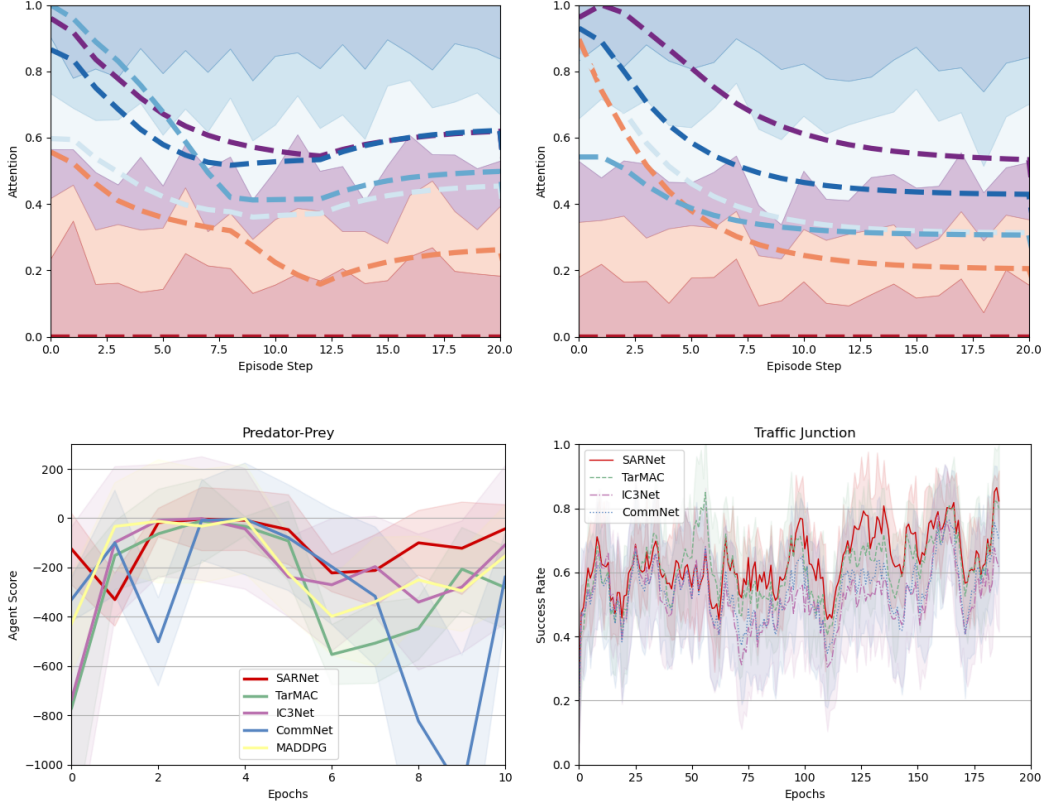 1.0
0.8
0.6
0.4
0.2
0.0
Attention
0.0 2.5 5.0 7.5 10.0 12.5 15.0 17.5 20.0
Episode Step
1.0
0.8
0.6
0.4
0.2
0.0
Attention
0.0 2.5 5.0 7.5 10.0 12.5 15.0 17.5 20.0
Episode Step
Predator-Prey
200
0
−200
−400
−600
−800
−1000
Agent Score
SARNet
TarMAC
IC3Net
CommNet
MADDPG
0 2 4 6 8 10
Epochs
Traffic Junction
1.0
0.8
0.6
0.4
0.2
0.0
Success Rate
SARNet
TarMAC
IC3Net
CommNet
0 25 50 75 100 125 150 175 200
Epochs